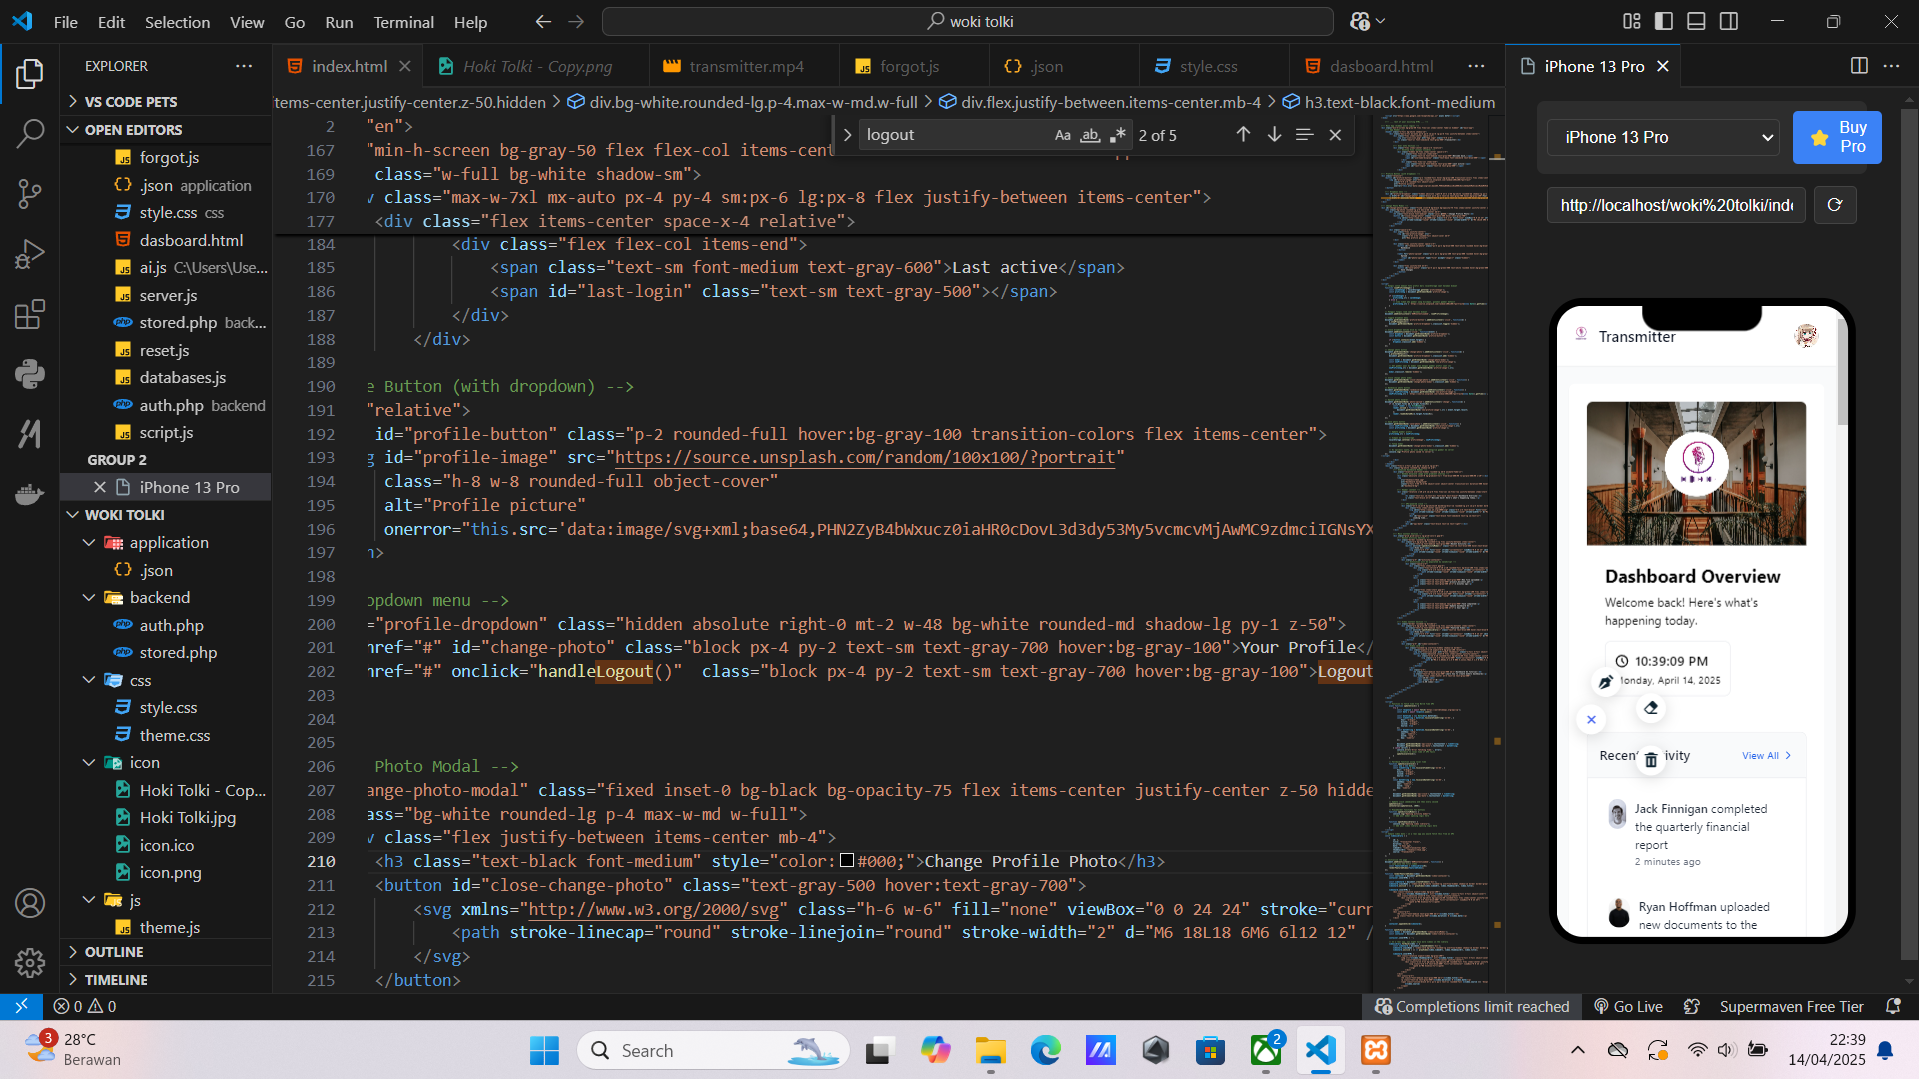 File Edit Selection View Go Run Terminal Help
woki tolki
EXPLORER
VS CODE PETS
OPEN EDITORS
forgot.js
.json application
style.css css
dasboard.html
ai.js C:\Users\Use...
server.js
stored.php back...
reset.js
databases.js
auth.php backend
script.js
GROUP 2
iPhone 13 Pro
WOKI TOLKI
application
.json
backend
auth.php
stored.php
css
style.css
theme.css
icon
Hoki Tolki - Cop...
Hoki Tolki.jpg
icon.ico
icon.png
js
theme.js
OUTLINE
TIMELINE
index.html
Hoki Tolki - Copy.png
transmitter.mp4
forgot.js
.json
style.css
dasboard.html
tems-center.justify-center.z-50.hidden > div.bg-white.rounded-lg.p-4.max-w-md.w-full > div.flex.justify-between.items-center.mb-4 > h3.text-black.font-medium
logout Aa ab 2 of 5
2 "en">
167 "min-h-screen bg-gray-50 flex flex-col items-cen
169 class="w-full bg-white shadow-sm">
170 v class="max-w-7xl mx-auto px-4 py-4 sm:px-6 lg:px-8 flex justify-between items-center">
177 <div class="flex items-center space-x-4 relative">
184 <div class="flex flex-col items-end">
185 <span class="text-sm font-medium text-gray-600">Last active</span>
186 <span id="last-login" class="text-sm text-gray-500"></span>
187 </div>
188 </div>
189
190 e Button (with dropdown) -->
191 "relative">
192 id="profile-button" class="p-2 rounded-full hover:bg-gray-100 transition-colors flex items-center">
193 g id="profile-image" src="https://source.unsplash.com/random/100x100/?portrait"
194 class="h-8 w-8 rounded-full object-cover"
195 alt="Profile picture"
196 onerror="this.src='data:image/svg+xml;base64,PHN2ZyB4bWxucz0iaHR0cDovL3d3dy53My5vcmcvMjAwMC9zdmciIGNsYX
197 n>
198
199 opdown menu -->
200 ="profile-dropdown" class="hidden absolute right-0 mt-2 w-48 bg-white rounded-md shadow-lg py-1 z-50">
201 href="#" id="change-photo" class="block px-4 py-2 text-sm text-gray-700 hover:bg-gray-100">Your Profile</
202 href="#" onclick="handleLogout()" class="block px-4 py-2 text-sm text-gray-700 hover:bg-gray-100">Logout
203
204
205
206 Photo Modal -->
207 ange-photo-modal" class="fixed inset-0 bg-black bg-opacity-75 flex items-center justify-center z-50 hidde
208 ass="bg-white rounded-lg p-4 max-w-md w-full">
209 v class="flex justify-between items-center mb-4">
210 <h3 class="text-black font-medium" style="color:#000;">Change Profile Photo</h3>
211 <button id="close-change-photo" class="text-gray-500 hover:text-gray-700">
212 <svg xmlns="http://www.w3.org/2000/svg" class="h-6 w-6" fill="none" viewBox="0 0 24 24" stroke="curr
213 <path stroke-linecap="round" stroke-linejoin="round" stroke-width="2" d="M6 18L18 6M6 6l12 12" /
214 </svg>
215 </button>
iPhone 13 Pro
iPhone 13 Pro
Buy Pro
http://localhost/woki%20tolki/inde
Transmitter
Dashboard Overview
Welcome back! Here's what's
happening today.
10:39:09 PM
onday, April 14, 2025
View All
Jack Finnigan completed
the quarterly financial
report
2 minutes ago
Ryan Hoffman uploaded
new documents to the
0 0
Completions limit reached
Go Live
Supermaven Free Tier
3
28°C
Berawan
Search
2
22:39
14/04/2025